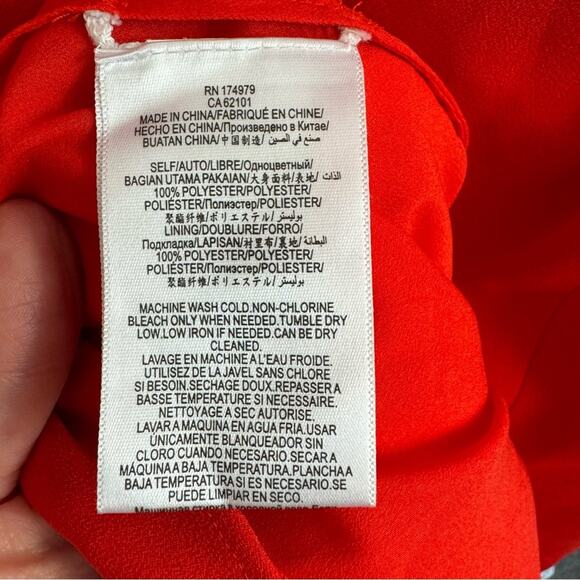 RN 174979
CA 62101
MADE IN CHINA/FABRIQUÉ EN CHINE/
HECHO EN CHINA/Произведено в Китае/
BUATAN CHINA/中国制造/صنع في الصين/
SELF/AUTO/LIBRE/Одноцветный/
BAGIAN UTAMA PAKAIAN/大身面料/表地/الذات/
100% POLYESTER/POLYESTER/
POLIÉSTER/Полиэстер/POLYESTER/
聚酯纤维/ポリエステル/بوليستر/
LINING/DOUBLURE/FORRO/
Подкладка/LAPISAN/衬里布/裏地/البطانة/
100% POLYESTER/POLYESTER/
POLIÉSTER/Полиэстер/POLYESTER/
聚酯纤维/ポリエステル/بوليستر/
MACHINE WASH COLD.NON-CHLORINE
BLEACH ONLY WHEN NEEDED.TUMBLE DRY
LOW.LOW IRON IF NEEDED.CAN BE DRY
CLEANED.
LAVAGE EN MACHINE A L'EAU FROIDE.
UTILISEZ DE LA JAVEL SANS CHLORE
SI BESOIN.SECHAGE DOUX.REPASSER A
BASSE TEMPERATURE SI NECESSAIRE.
NETTOYAGE A SEC AUTORISE.
LAVAR A MAQUINA EN AGUA FRIA.USAR
ÚNICAMENTE BLANQUEADOR SIN
CLORO CUANDO NECESARIO.SECAR A
MÁQUINA A BAJA TEMPERATURA.PLANCHA A
BAJA TEMPERATURA SI ES NECESARIO.SE
PUEDE LIMPIAR EN SECO.
Машинная стирка в холодной воде.